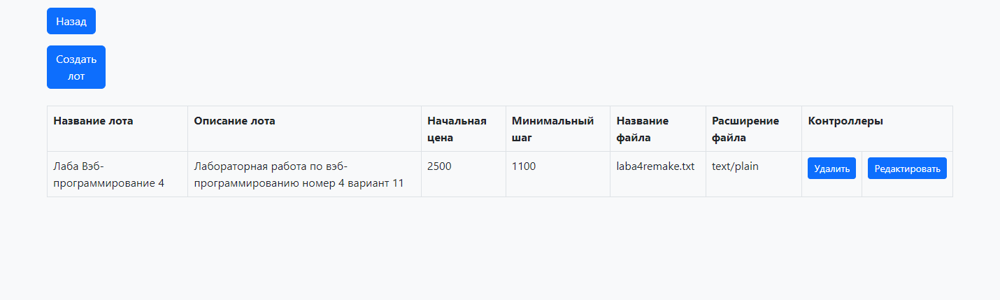 Назад
Создать
лот
Название лота
Описание лота
Начальная
цена
Минимальный
шаг
Название
файла
Расширение
файла
Контроллеры
Лаба Вэб-
программирование 4
Лабораторная работа по вэб-
программированию номер 4 вариант 11
2500
1100
laba4remake.txt
text/plain
Удалить
Редактировать